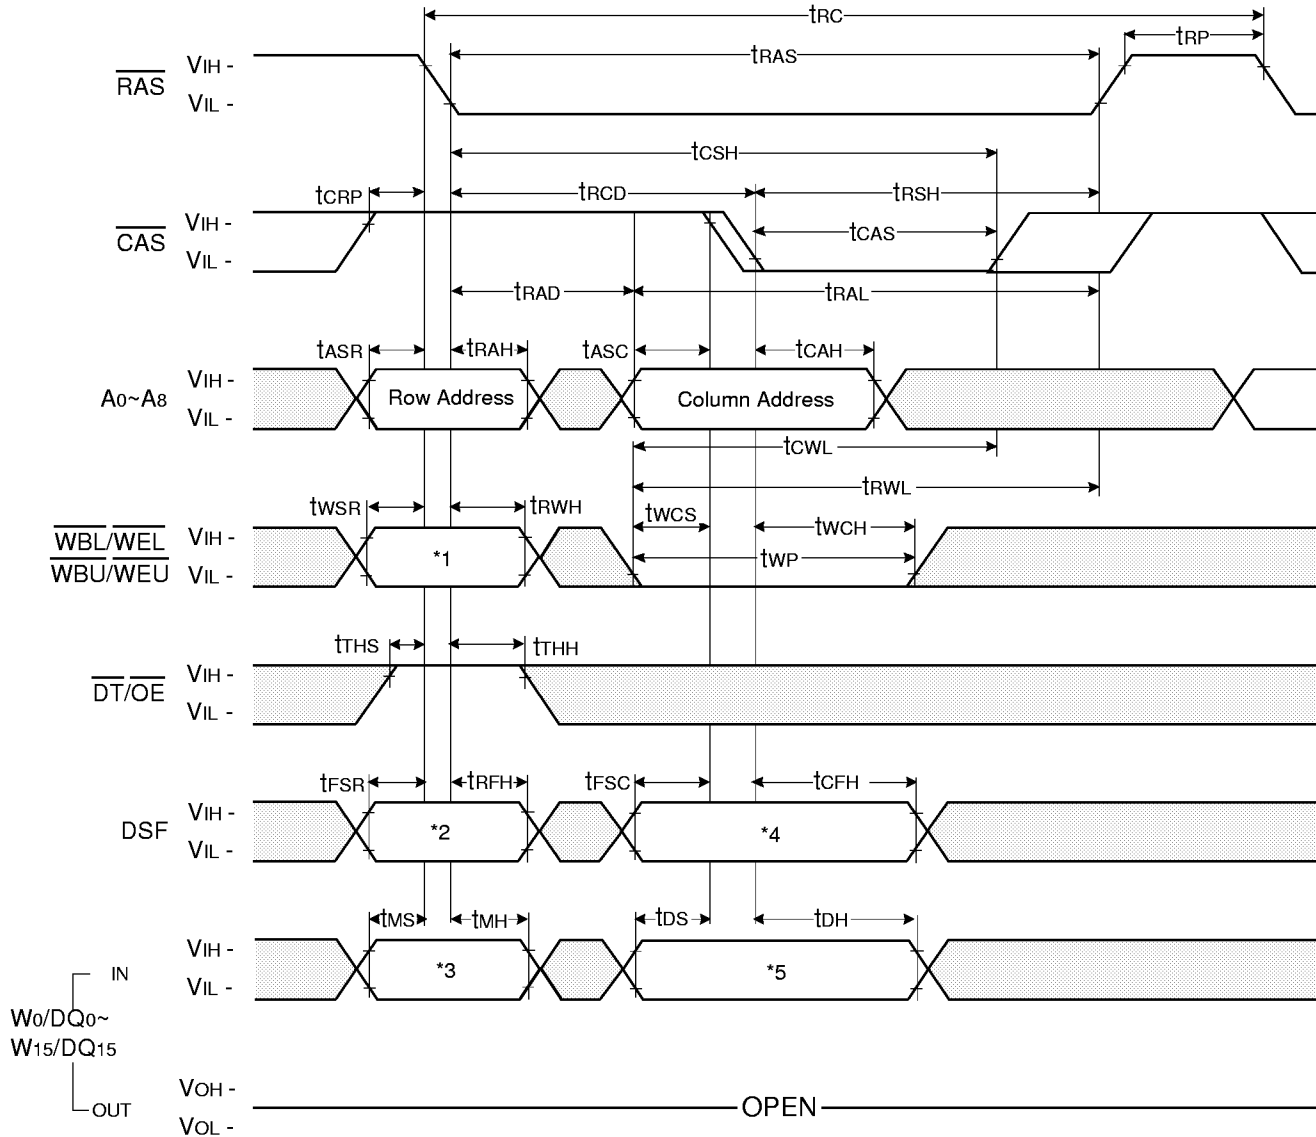 tRC
tRP
tRAS
RAS
VIH -
VIL -
tCSH
tCRP
tRCD
tRSH
CAS
VIH -
VIL -
tCAS
tRAD
tRAL
tASR
tRAH
tASC
tCAH
A0~A8
VIH -
VIL -
Row Address
Column Address
tCWL
tRWL
tWSR
tRWH
tWCS
tWCH
WBL/WEL
WBU/WEU
VIH -
VIL -
*1
tWP
tTHS
tTHH
DT/OE
VIH -
VIL -
tFSR
tRFH
tFSC
tCFH
DSF
VIH -
VIL -
*2
*4
tMS
tMH
tDS
tDH
VIH -
VIL -
*3
*5
IN
W0/DQ0~
W15/DQ15
OUT
VOH -
VOL -
OPEN